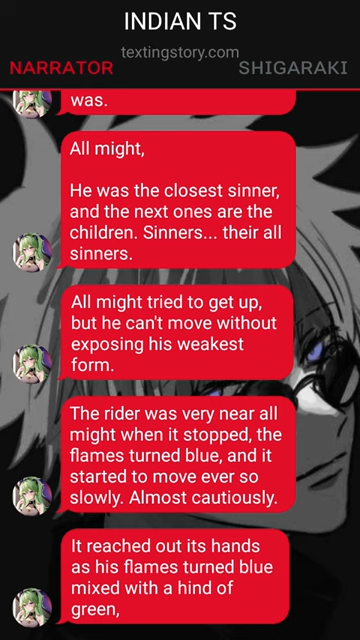 INDIAN TS
textingstory.com
NARRATOR
SHIGARAKI
was.
All might,
He was the closest sinner,
and the next ones are the
children. Sinners... their all
sinners.
All might tried to get up,
but he can't move without
exposing his weakest
form.
The rider was very near all
might when it stopped, the
flames turned blue, and it
started to move ever so
slowly. Almost cautiously.
It reached out its hands
as his flames turned blue
mixed with a hind of
green,